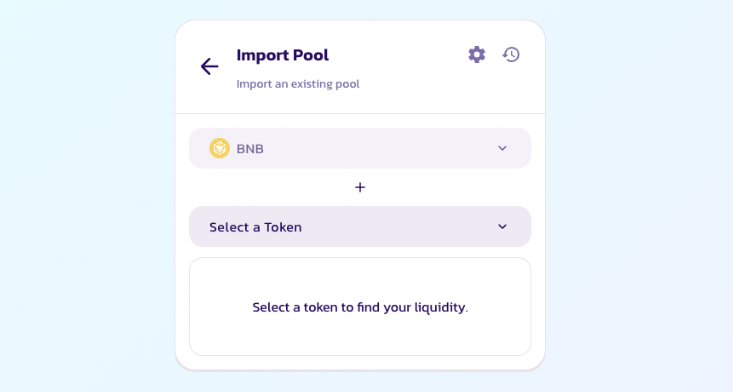 Import Pool
Import an existing pool
BNB
+
Select a Token
Select a token to find your liquidity.